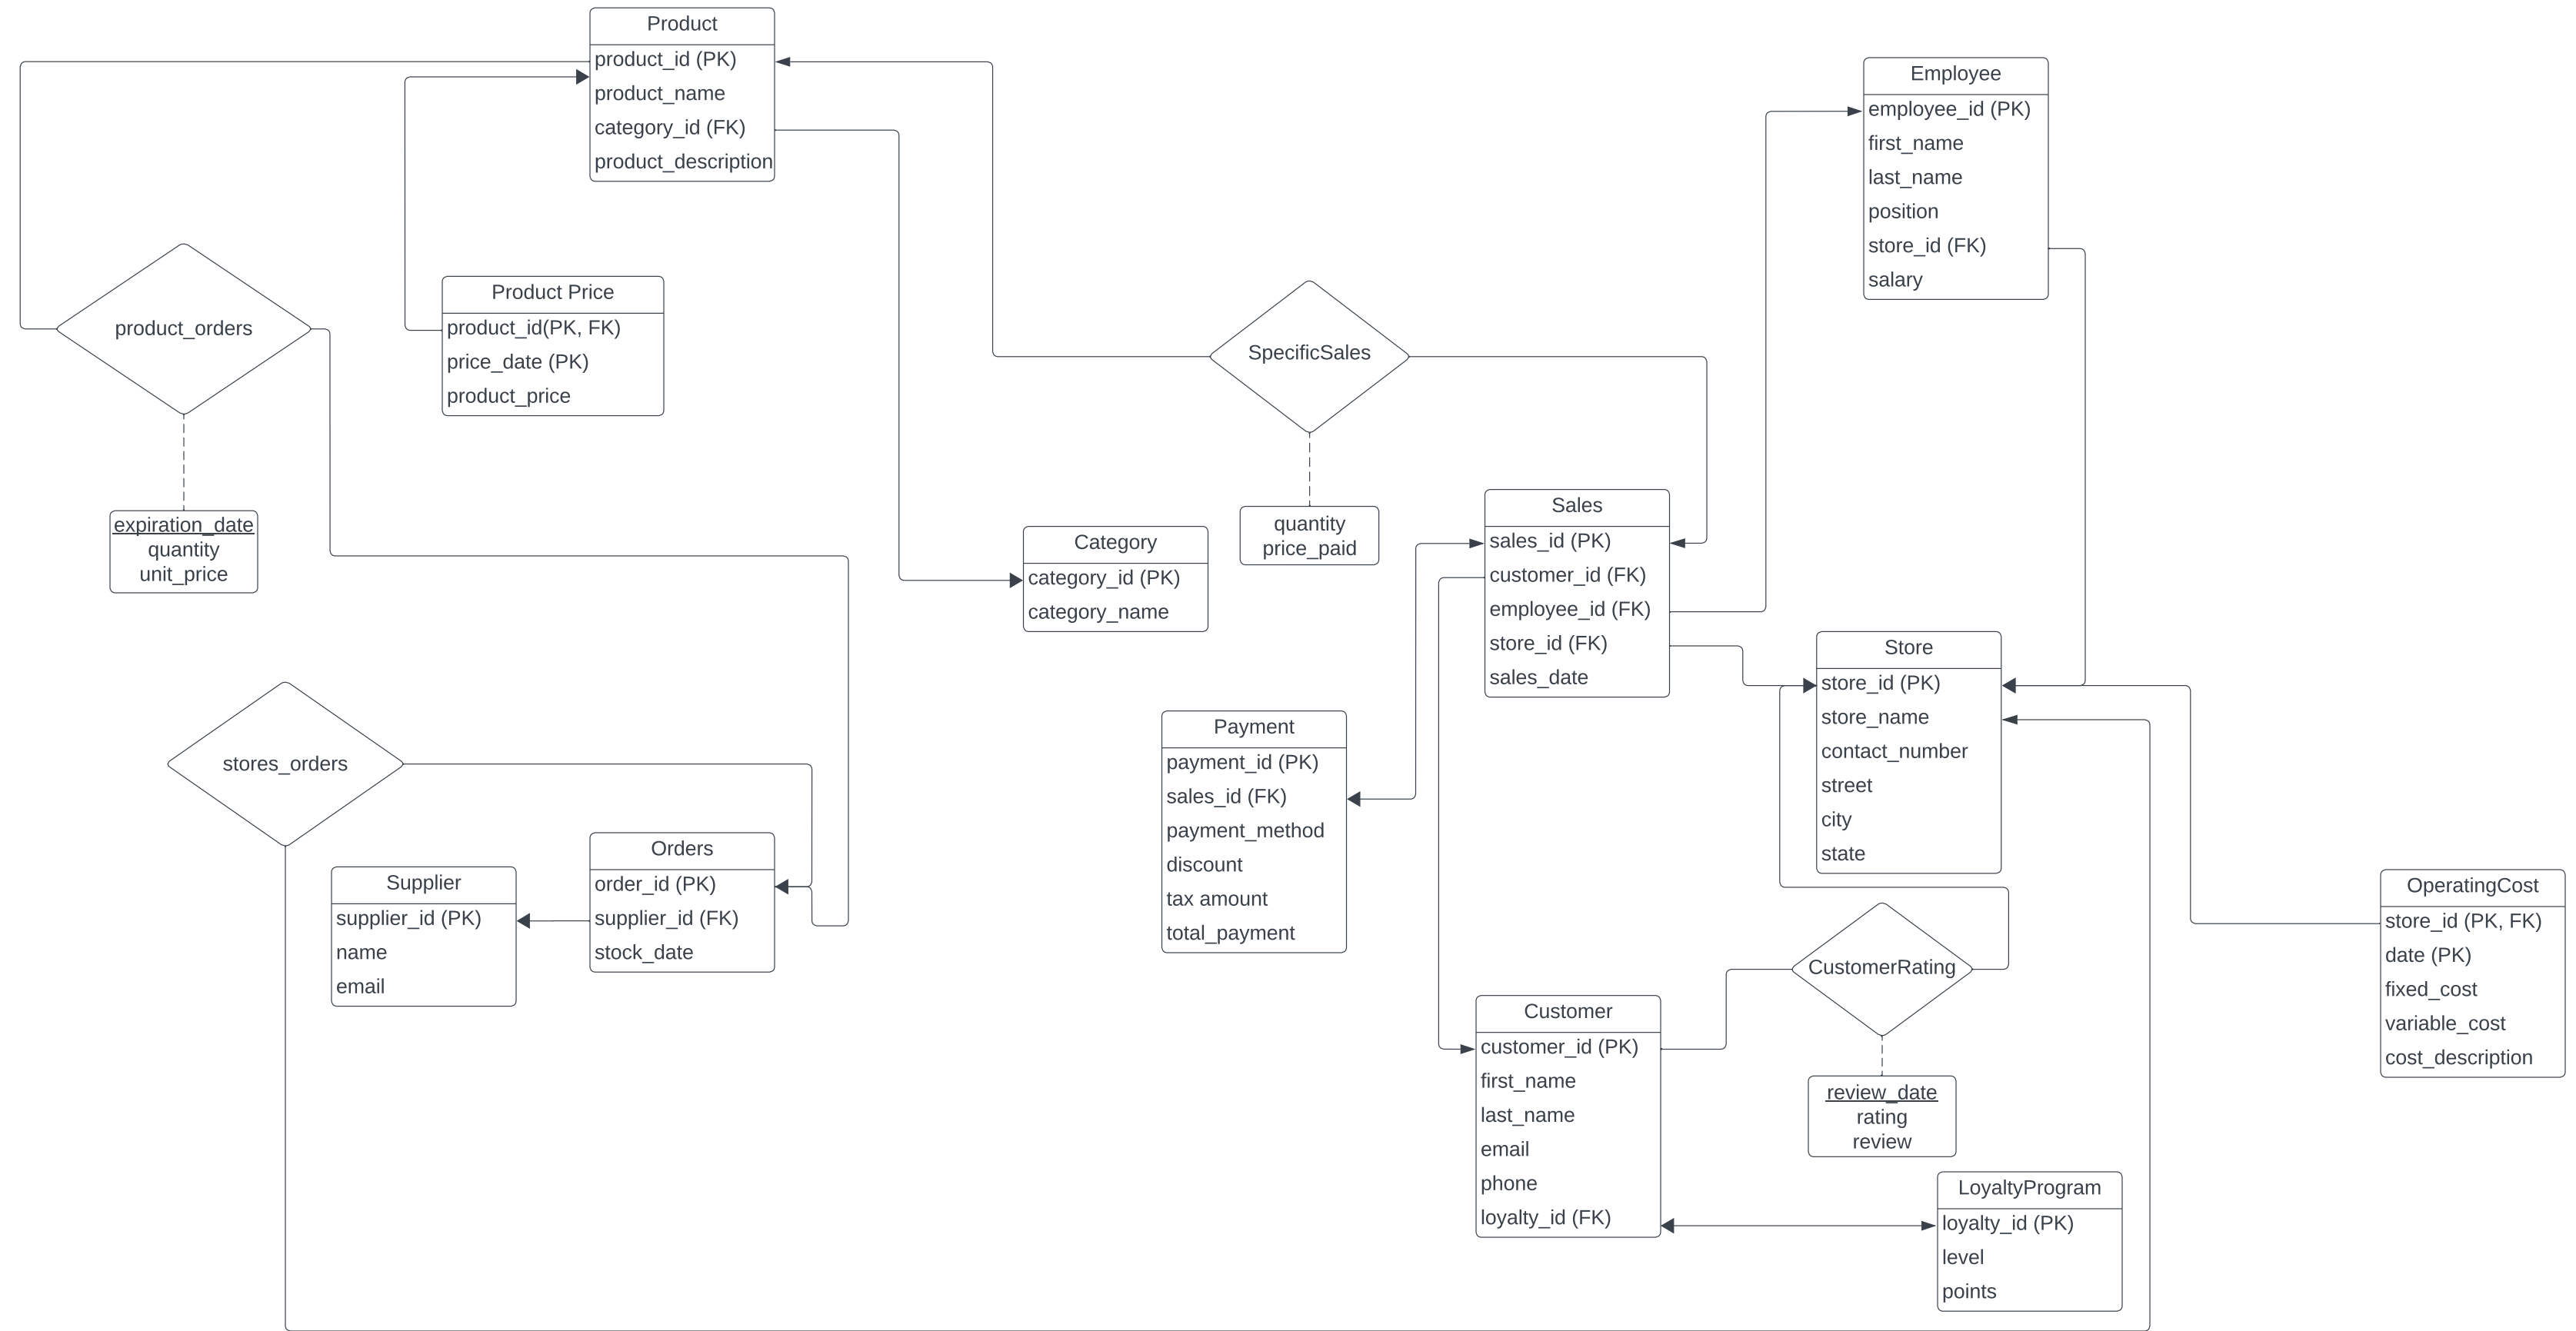 Product
product_id (PK)
product_name
category_id (FK)
product_description
Employee
employee_id (PK)
first_name
last_name
position
store_id (FK)
salary
product_orders
expiration_date
quantity
unit_price
Product Price
product_id(PK, FK)
price_date (PK)
product_price
SpecificSales
quantity
price_paid
Category
category_id (PK)
category_name
Sales
sales_id (PK)
customer_id (FK)
employee_id (FK)
store_id (FK)
sales_date
Store
store_id (PK)
store_name
contact_number
street
city
state
Payment
payment_id (PK)
sales_id (FK)
payment_method
discount
tax amount
total_payment
stores_orders
Supplier
supplier_id (PK)
name
email
Orders
order_id (PK)
supplier_id (FK)
stock_date
OperatingCost
store_id (PK, FK)
date (PK)
fixed_cost
variable_cost
cost_description
CustomerRating
review_date
rating
review
Customer
customer_id (PK)
first_name
last_name
email
phone
loyalty_id (FK)
LoyaltyProgram
loyalty_id (PK)
level
points